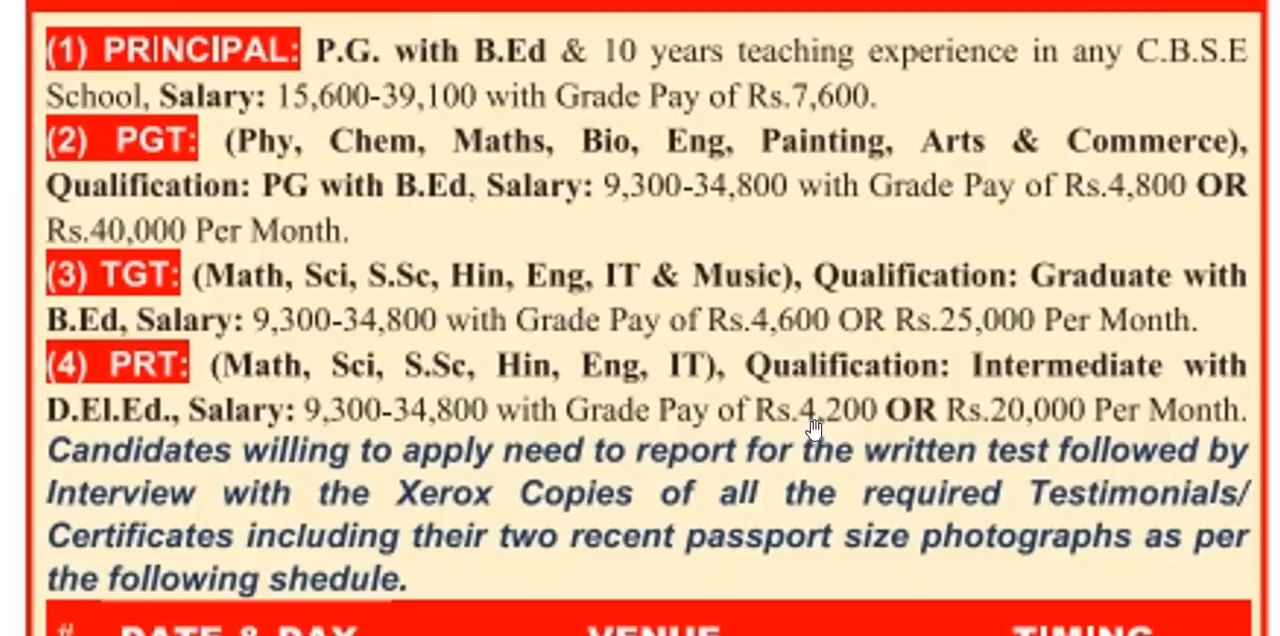 (1) PRINCIPAL: P.G. with B.Ed & 10 years teaching experience in any C.B.S.E
School, Salary: 15,600-39,100 with Grade Pay of Rs.7,600.
(2) PGT: (Phy, Chem, Maths, Bio, Eng, Painting, Arts & Commerce),
Qualification: PG with B.Ed, Salary: 9,300-34,800 with Grade Pay of Rs.4,800 OR
Rs.40,000 Per Month.
(3) TGT: (Math, Sci, S.Sc, Hin, Eng, IT & Music), Qualification: Graduate with
B.Ed, Salary: 9,300-34,800 with Grade Pay of Rs.4,600 OR Rs.25,000 Per Month.
(4) PRT: (Math, Sci, S.Sc, Hin, Eng, IT), Qualification: Intermediate with
D.El.Ed., Salary: 9,300-34,800 with Grade Pay of Rs.4,200 OR Rs.20,000 Per Month.
Candidates willing to apply need to report for the written test followed by
Interview with the Xerox Copies of all the required Testimonials/
Certificates including their two recent passport size photographs as per
the following shedule.
# DATE & DAY VENUE TIMING